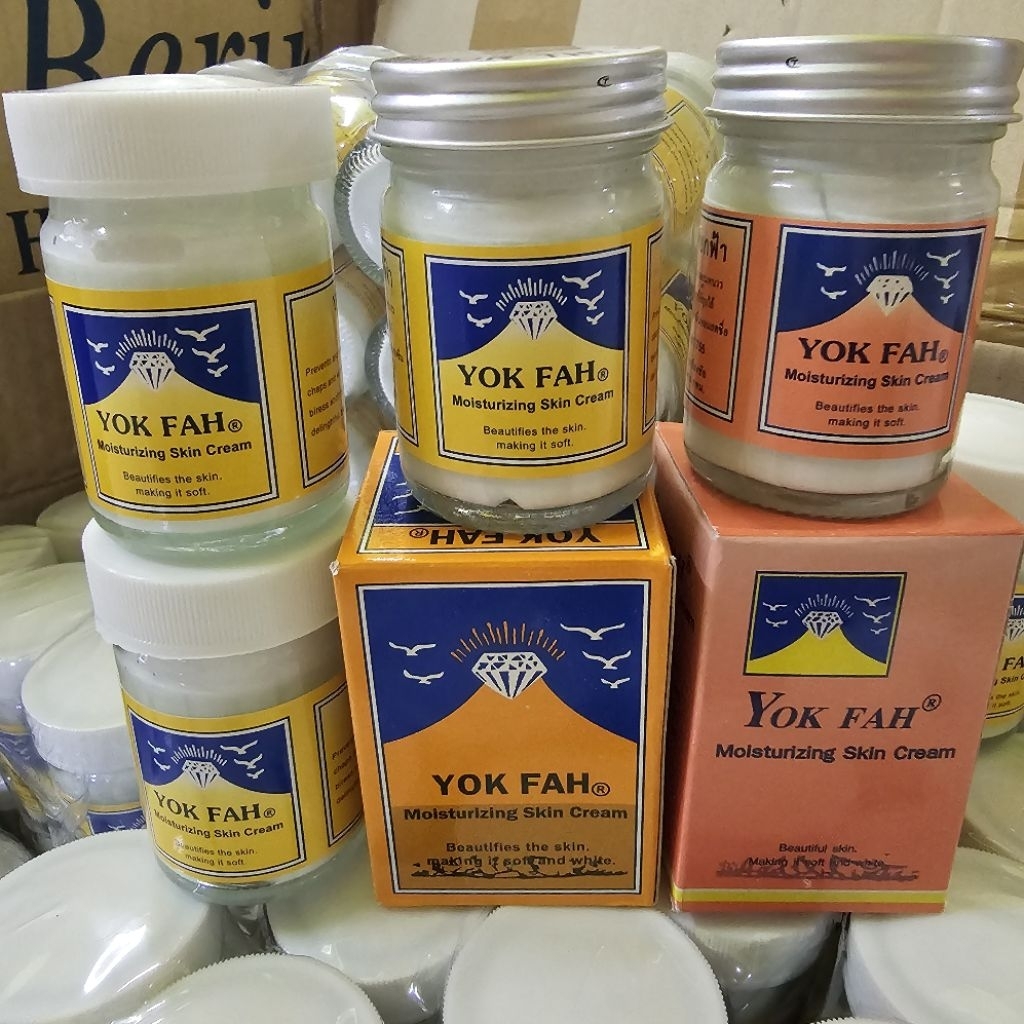 YOK FAH®
Moisturizing Skin Cream
Beautifies the skin.
making it soft.
YOK FAH®
Moisturizing Skin Cream
Beautifies the skin.
making it soft.
YOK FAH®
Moisturizing Skin Cream
Beautifies the skin.
making it soft.
YOK FAH®
YOK FAH®
Moisturizing Skin Cream
Beautifies the skin.
making it soft
YOK FAH®
Moisturizing Skin Cream
Beautifies the skin.
making it soft and white.
YOK FAH®
Moisturizing Skin Cream
Beautiful skin.
Making it soft and white.